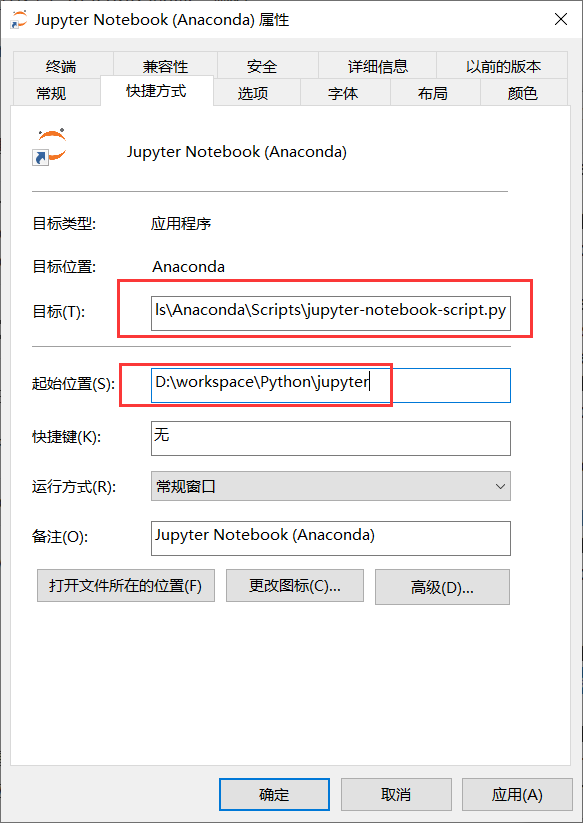 Jupyter Notebook (Anaconda) 属性
终端 兼容性 安全 详细信息 以前的版本
常规 快捷方式 选项 字体 布局 颜色
Jupyter Notebook (Anaconda)
目标类型: 应用程序
目标位置: Anaconda
目标(T): ls\Anaconda\Scripts\jupyter-notebook-script.py
起始位置(S): D:\workspace\Python\jupyter
快捷键(K): 无
运行方式(R): 常规窗口
备注(O): Jupyter Notebook (Anaconda)
打开文件所在的位置(F) 更改图标(C)... 高级(D)...
确定 取消 应用(A)